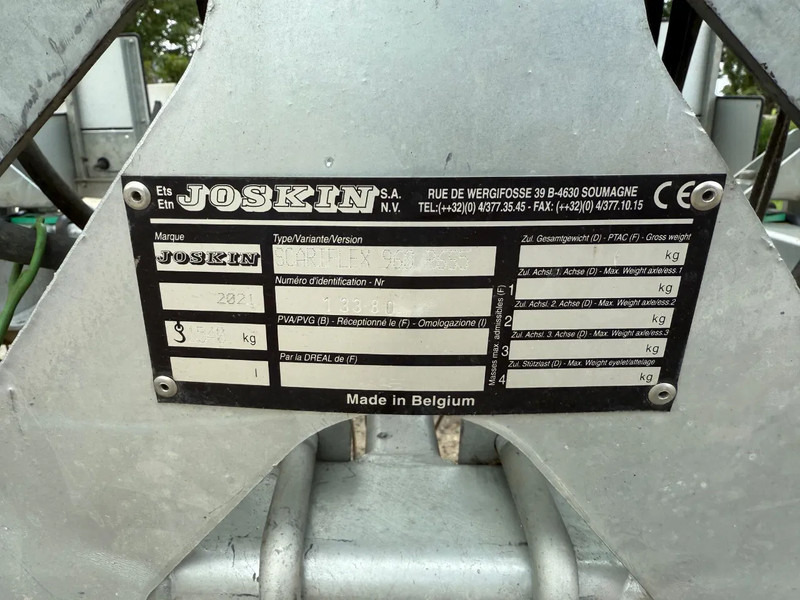 Ets JOSKIN S.A.
Etn N.V.
RUE DE WERGIFOSSE 39 B-4630 SOUMAGNE
TEL:(++32)(0) 4/377.35.45 - FAX: (++32)(0) 4/377.10.15
CE
Marque
JOSKIN
2021
kg
Type/Variante/Version
SCARIFLEX 960
Numéro d'identification - Nr
13380
PVA/PVG (B) - Réceptionné le (F) - Omologazione (I)
Par la DREAL de (F)
Masses max. admissibles (F)
Zul. Gesamtgewicht (D) - PTAC (F) - Gross weight
kg
Zul. Achsl. 1. Achse (D) - Max. Weight axle/ess.1
1 kg
Zul. Achsl. 2. Achse (D) - Max. Weight axle/ess.2
2 kg
Zul. Achsl. 3. Achse (D) - Max. Weight axle/ess.3
3 kg
Zul. Stützlast (D) - Max. Weight eyelet/attelage
4 kg
Made in Belgium